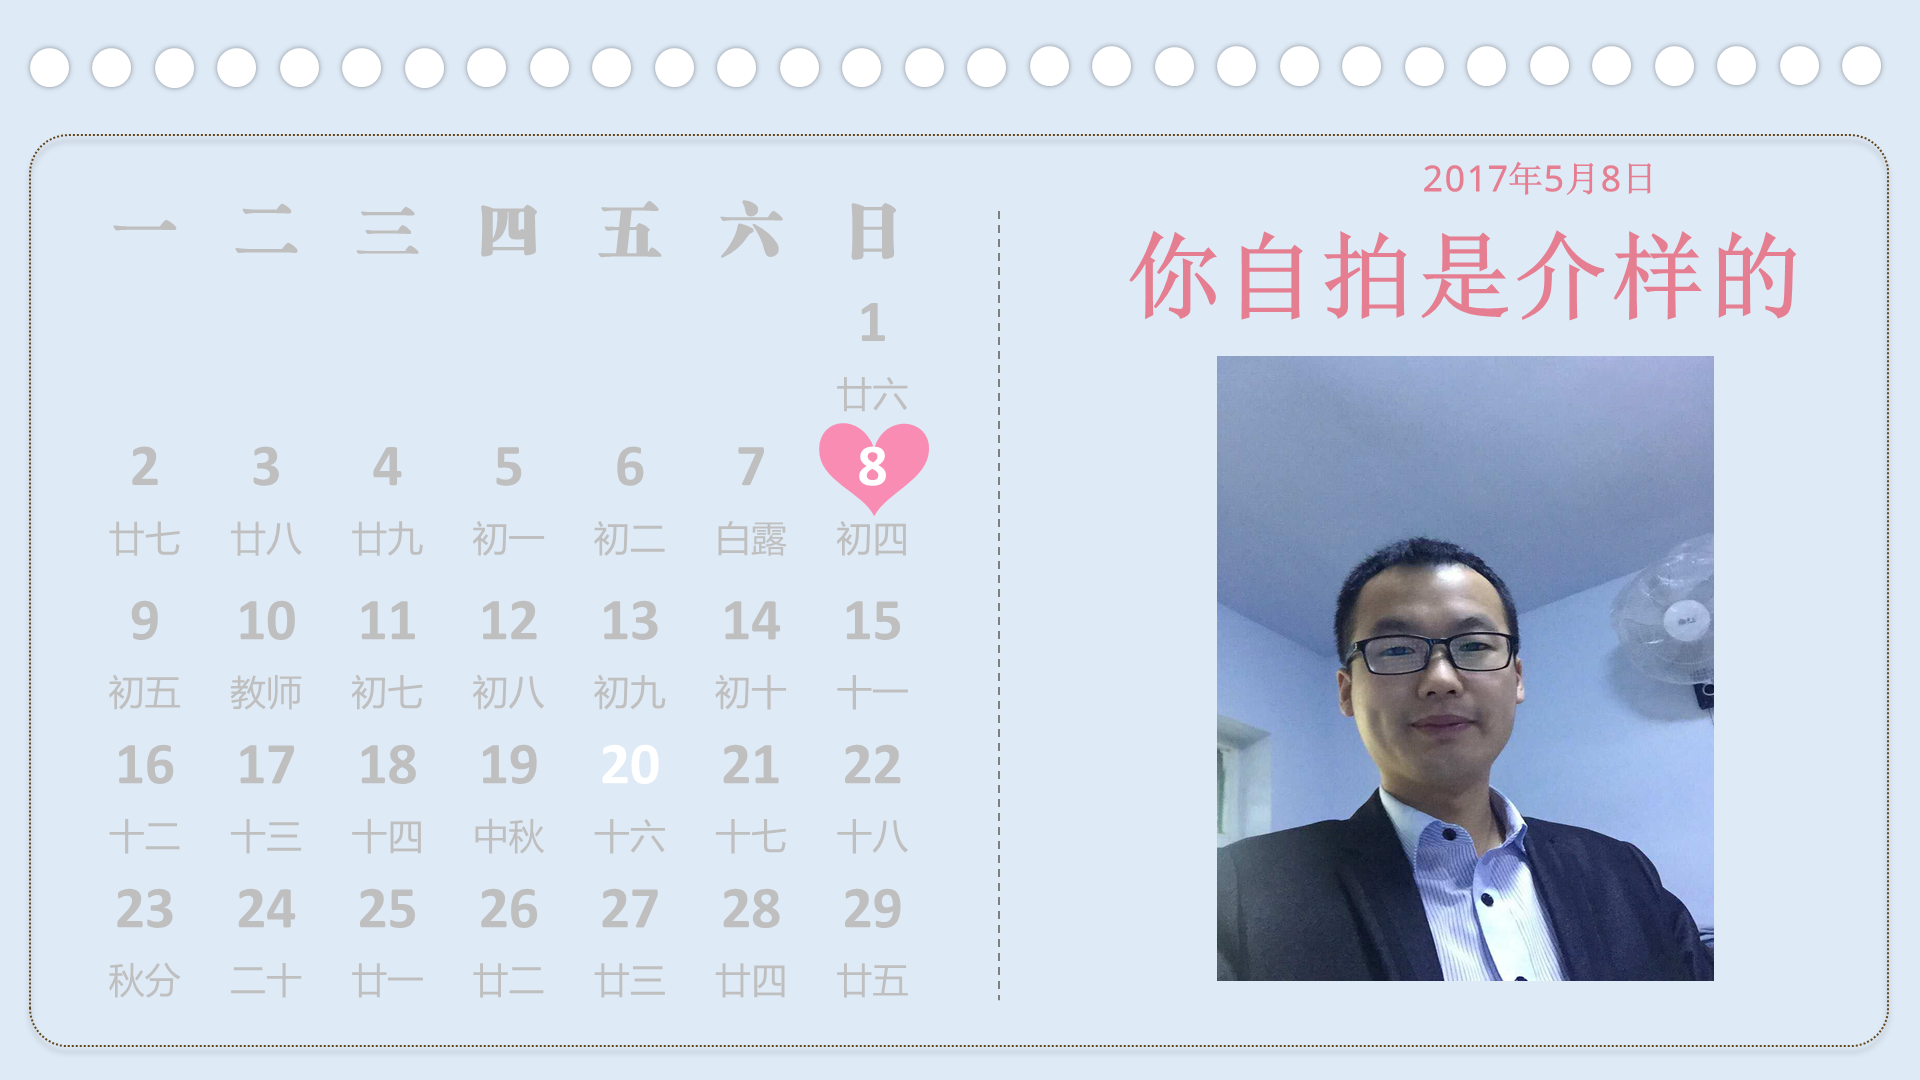 一 二 三 四 五 六 日
1
廿六
2 3 4 5 6 7 8
廿七 廿八 廿九 初一 初二 白露 初四
9 10 11 12 13 14 15
初五 教师 初七 初八 初九 初十 十一
16 17 18 19 20 21 22
十二 十三 十四 中秋 十六 十七 十八
23 24 25 26 27 28 29
秋分 二十 廿一 廿二 廿三 廿四 廿五
2017年5月8日
你自拍是介样的